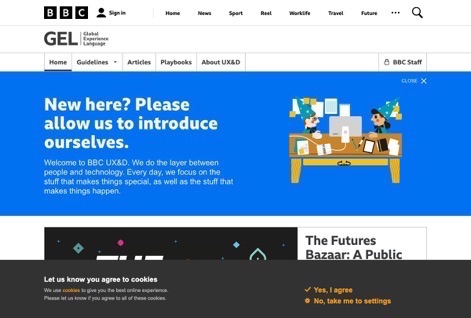 BBC Sign in Home News Sport Reel Worklife Travel Future
GEL Global
Experience
Language
Home Guidelines Articles Playbooks About UX&D BBC Staff
CLOSE
New here? Please
allow us to introduce
ourselves.
Welcome to BBC UX&D. We do the layer between
people and technology. Every day, we focus on the
stuff that makes things special, as well as the stuff that
makes things happen.
The Futures
Bazaar: A Public
Let us know you agree to cookies
We use cookies to give you the best online experience.
Please let us know if you agree to all of these cookies.
Yes, I agree
No, take me to settings